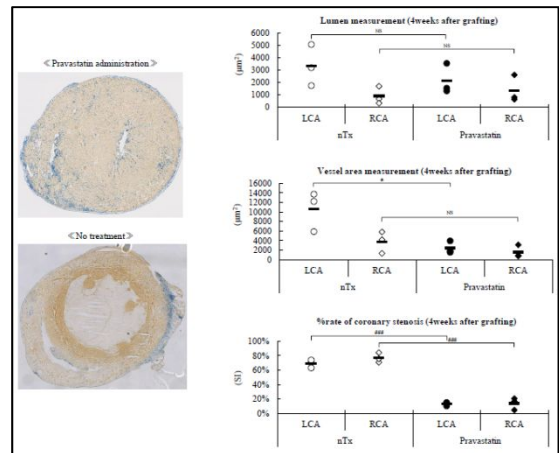 ≪Pravastatin administration≫
≪No treatment≫
Lumen measurement (4weeks after grafting)
NS
NS
(μm²)
6000
5000
4000
3000
2000
1000
0
LCA RCA LCA RCA
nTx Pravastatin
Vessel area measurement (4weeks after grafting)
*
NS
(μm²)
16000
14000
12000
10000
8000
6000
4000
2000
0
LCA RCA LCA RCA
nTx Pravastatin
%rate of coronary stenosis (4weeks after grafting)
###
###
(SI)
100%
80%
60%
40%
20%
0%
LCA RCA LCA RCA
nTx Pravastatin